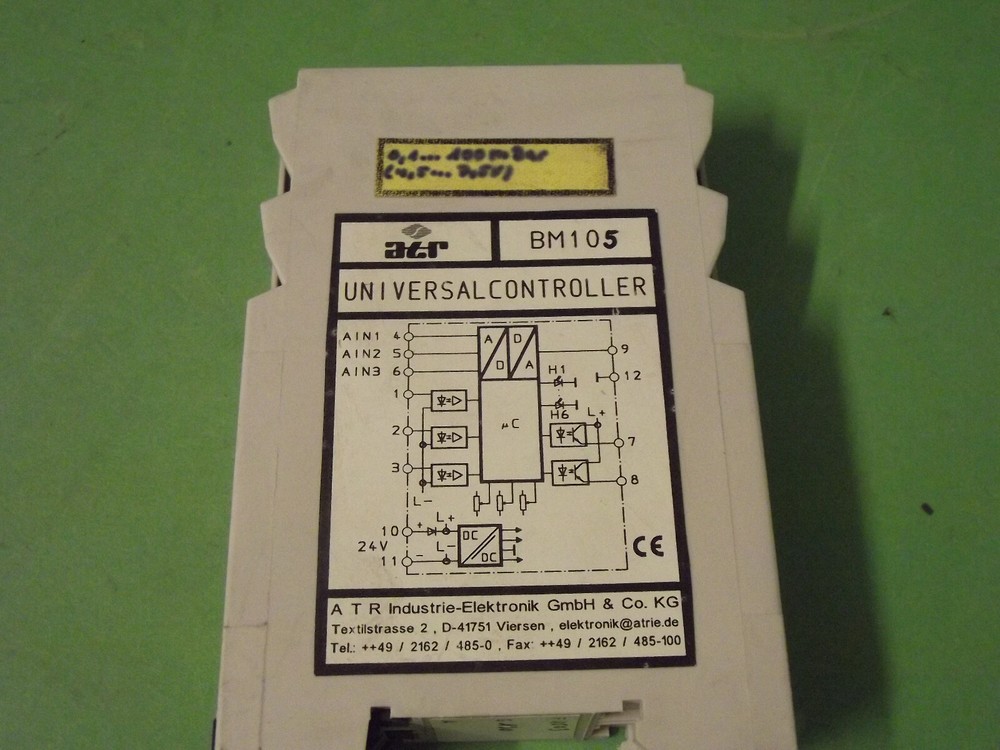 0,1... 100 mBar
(4,5... 7,5V)
atr
BM105
UNIVERSALCONTROLLER
AIN1 4
AIN2 5
AIN3 6
A
D
D
A
9
12
H1
H6
L+
1
2
3
µC
7
8
L-
10
+
L+
24V
L-
11
-
DC
DC
CE
A T R Industrie-Elektronik GmbH & Co. KG
Textilstrasse 2 , D-41751 Viersen , elektronik@atrie.de
Tel.: ++49 / 2162 / 485-0 , Fax: ++49 / 2162 / 485-100